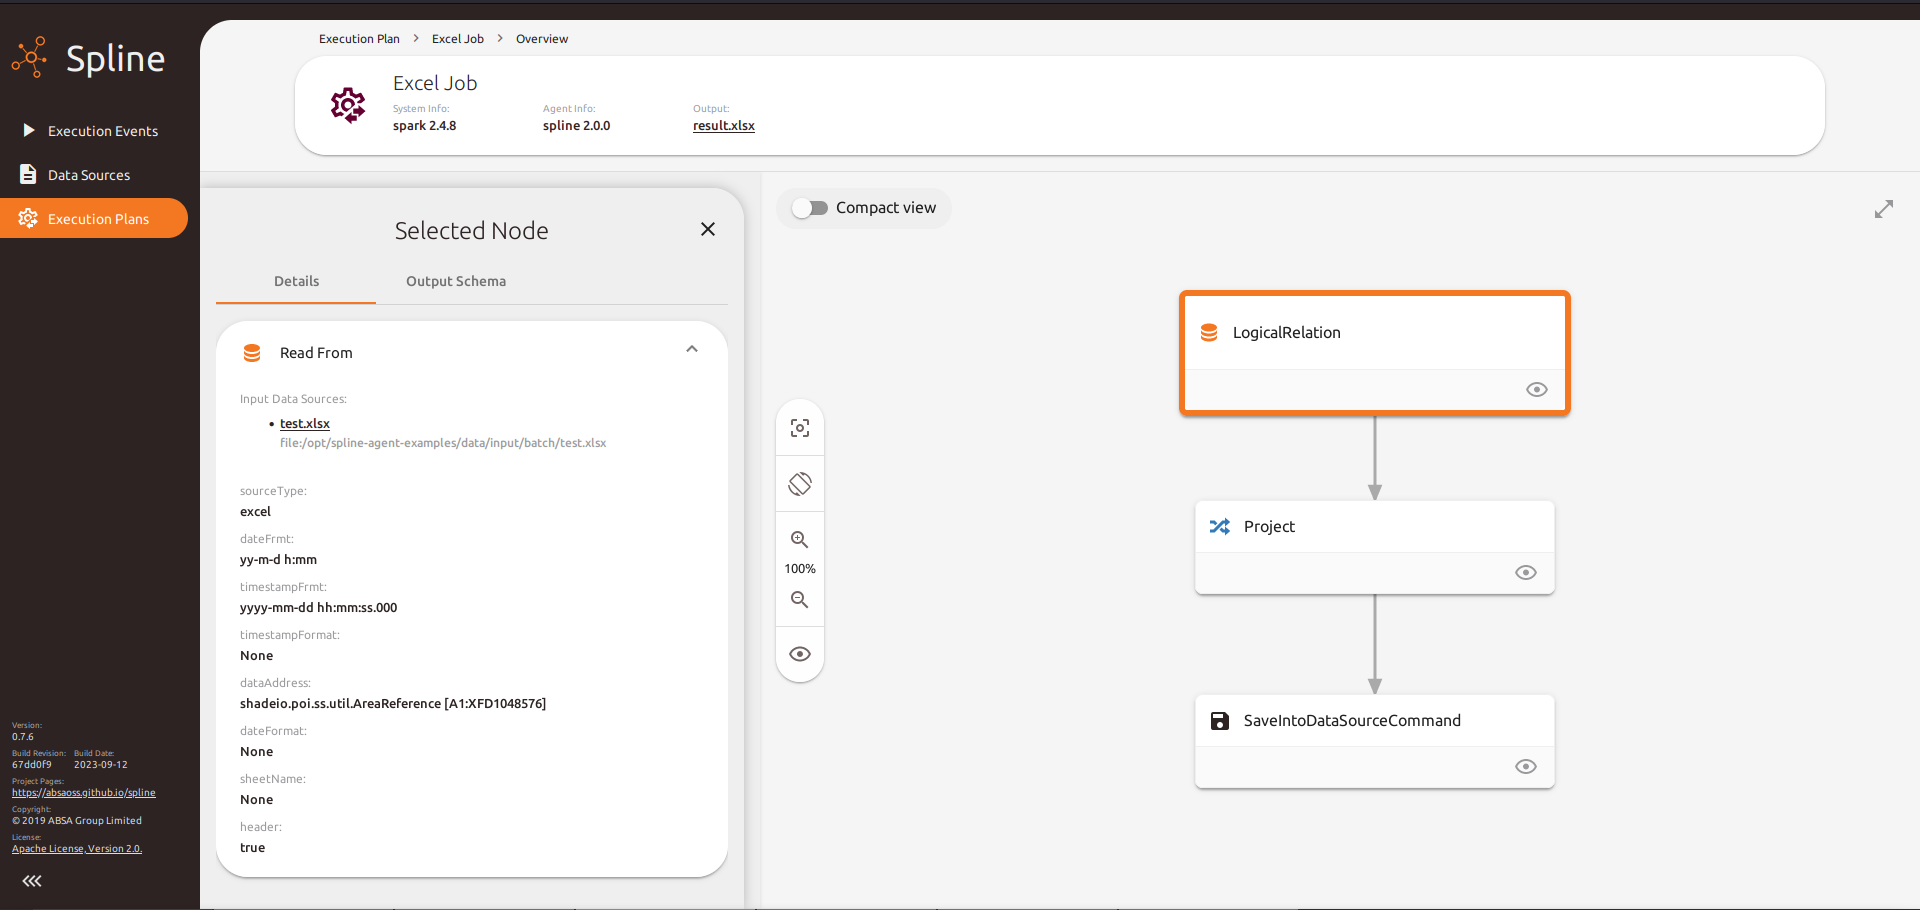 Spline
Execution Events
Data Sources
Execution Plans
Version:
0.7.6
Build Revision: Build Date:
67dd0f9 2023-09-12
Project Pages:
https://absaoss.github.io/spline
Copyright:
© 2019 ABSA Group Limited
License:
Apache License, Version 2.0.
Execution Plan > Excel Job > Overview
Excel Job
System Info: Agent Info: Output:
spark 2.4.8 spline 2.0.0 result.xlsx
Selected Node
Details Output Schema
Read From
Input Data Sources:
• test.xlsx
file:/opt/spline-agent-examples/data/input/batch/test.xlsx
sourceType:
excel
dateFrmt:
yy-m-d h:mm
timestampFrmt:
yyyy-mm-dd hh:mm:ss.000
timestampFormat:
None
dataAddress:
shadeio.poi.ss.util.AreaReference [A1:XFD1048576]
dateFormat:
None
sheetName:
None
header:
true
Compact view
100%
LogicalRelation
Project
SaveIntoDataSourceCommand